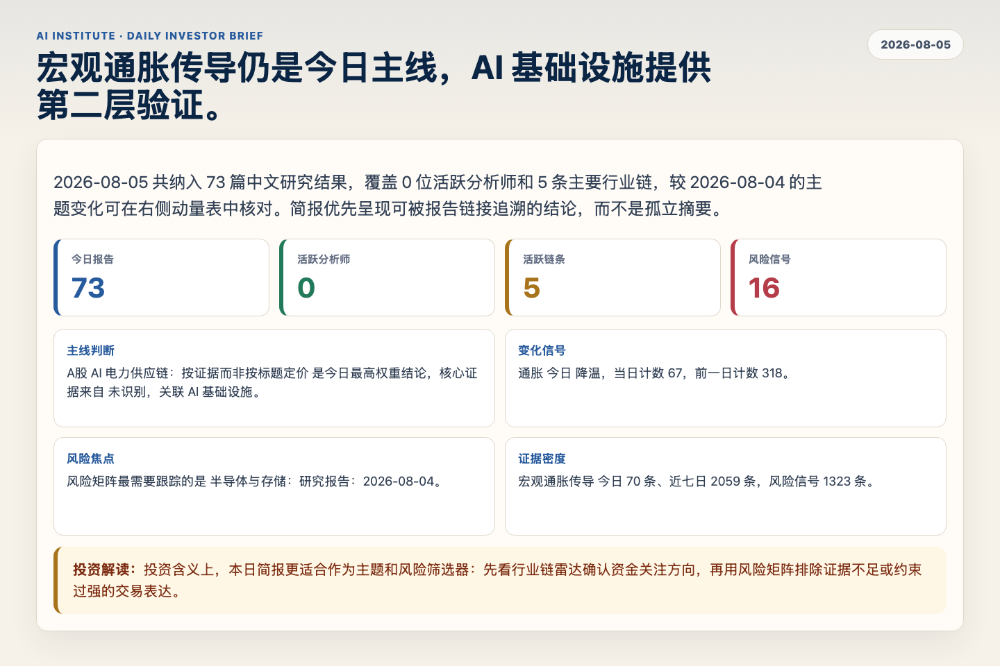 AI INSTITUTE · DAILY INVESTOR BRIEF
2026-08-05
宏观通胀传导仍是今日主线，AI 基础设施提供
第二层验证。
2026-08-05 共纳入 73 篇中文研究结果，覆盖 0 位活跃分析师和 5 条主要行业链，较 2026-08-04 的主
题变化可在右侧动量表中核对。简报优先呈现可被报告链接追溯的结论，而不是孤立摘要。
今日报告
73
活跃分析师
0
活跃链条
5
风险信号
16
主线判断
A股 AI 电力供应链：按证据而非按标题定价 是今日最高权重结论，核心证
据来自 未识别，关联 AI 基础设施。
变化信号
通胀 今日 降温，当日计数 67，前一日计数 318。
风险焦点
风险矩阵最需要跟踪的是 半导体与存储：研究报告：2026-08-04。
证据密度
宏观通胀传导 今日 70 条、近七日 2059 条，风险信号 1323 条。
投资解读：投资含义上，本日简报更适合作为主题和风险筛选器：先看行业链雷达确认资金关注方向，再用风险矩阵排除证据不足或约束
过强的交易表达。